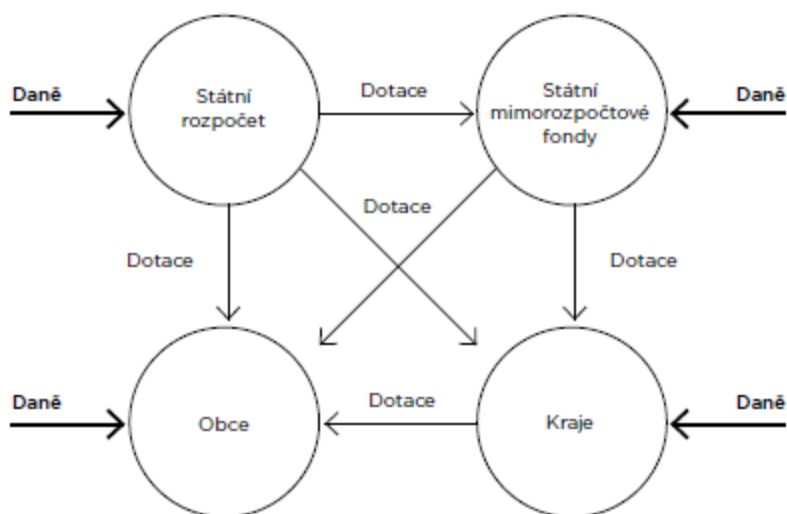 Daně
Státní
rozpočet
Dotace
Státní
mimorozpočtové
fondy
Daně
Dotace
Dotace
Dotace
Daně
Obce
Dotace
Kraje
Daně